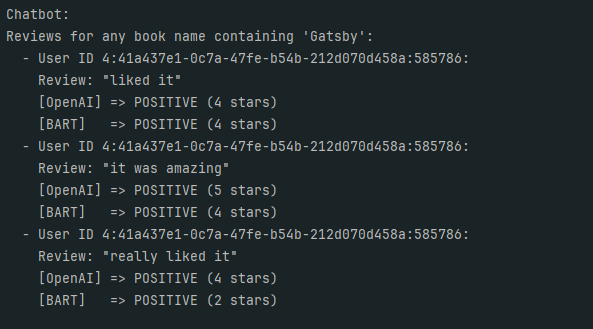 Chatbot:
Reviews for any book name containing 'Gatsby':
- User ID 4:41a437e1-0c7a-47fe-b54b-212d070d458a:585786:
Review: "liked it"
[OpenAI] => POSITIVE (4 stars)
[BART] => POSITIVE (4 stars)
- User ID 4:41a437e1-0c7a-47fe-b54b-212d070d458a:585786:
Review: "it was amazing"
[OpenAI] => POSITIVE (5 stars)
[BART] => POSITIVE (4 stars)
- User ID 4:41a437e1-0c7a-47fe-b54b-212d070d458a:585786:
Review: "really liked it"
[OpenAI] => POSITIVE (4 stars)
[BART] => POSITIVE (2 stars)